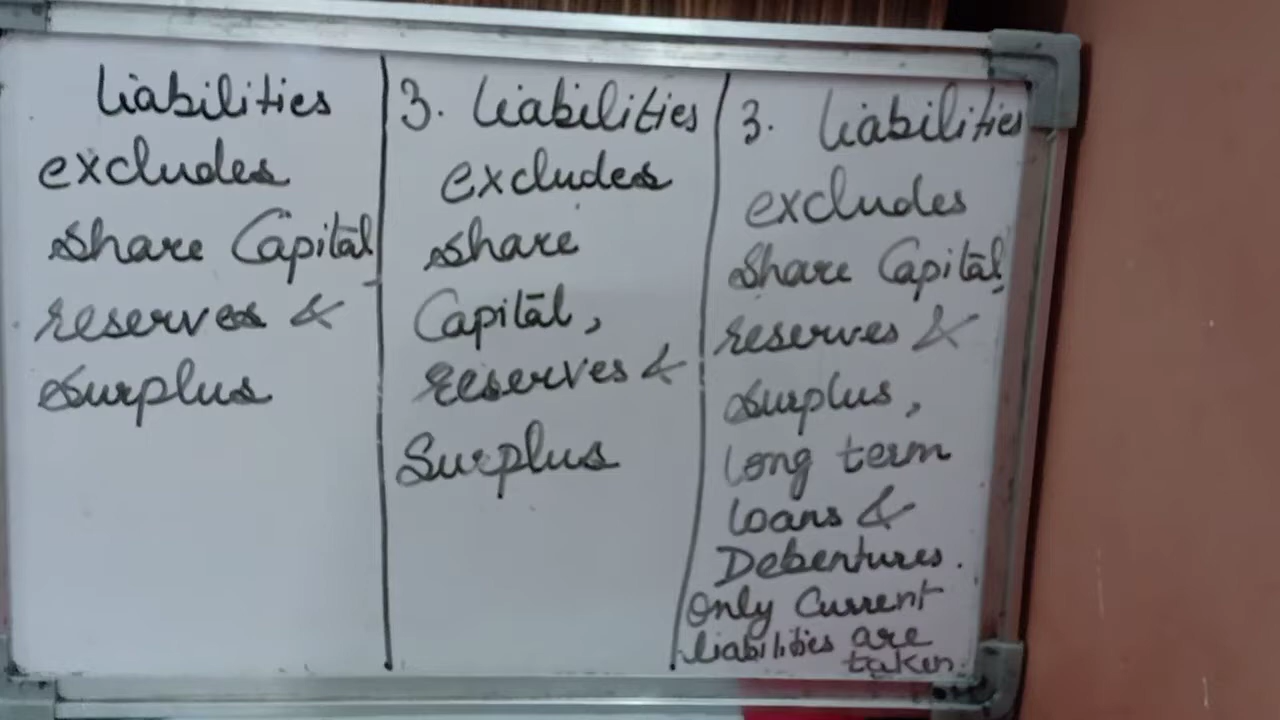 liabilities
excludes
Share Capital
reserves &
Surplus
3. liabilities
excludes
Share
Capital,
reserves &
Surplus
3. liabilities
excludes
Share Capital,
reserves &
Surplus,
long term
loans &
Debentures.
only Current
liabilities are
taken.